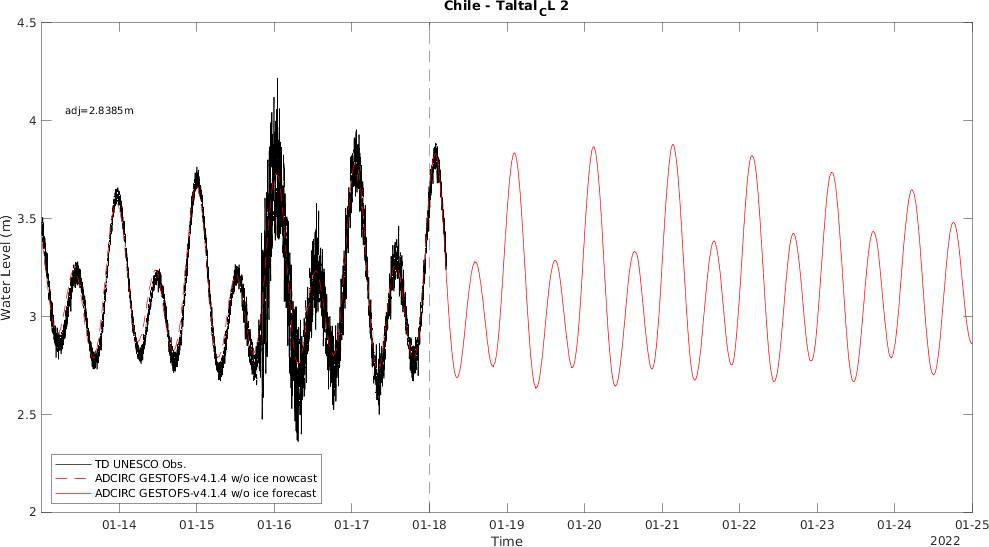 Chile - Taltal_CL 2
4.5
4
3.5
3
2.5
2
Water Level (m)
adj=2.8385m
TD UNESCO Obs.
ADCIRC GESTOFS-v4.1.4 w/o ice nowcast
ADCIRC GESTOFS-v4.1.4 w/o ice forecast
01-14 01-15 01-16 01-17 01-18 01-19 01-20 01-21 01-22 01-23 01-24 01-25
Time
2022